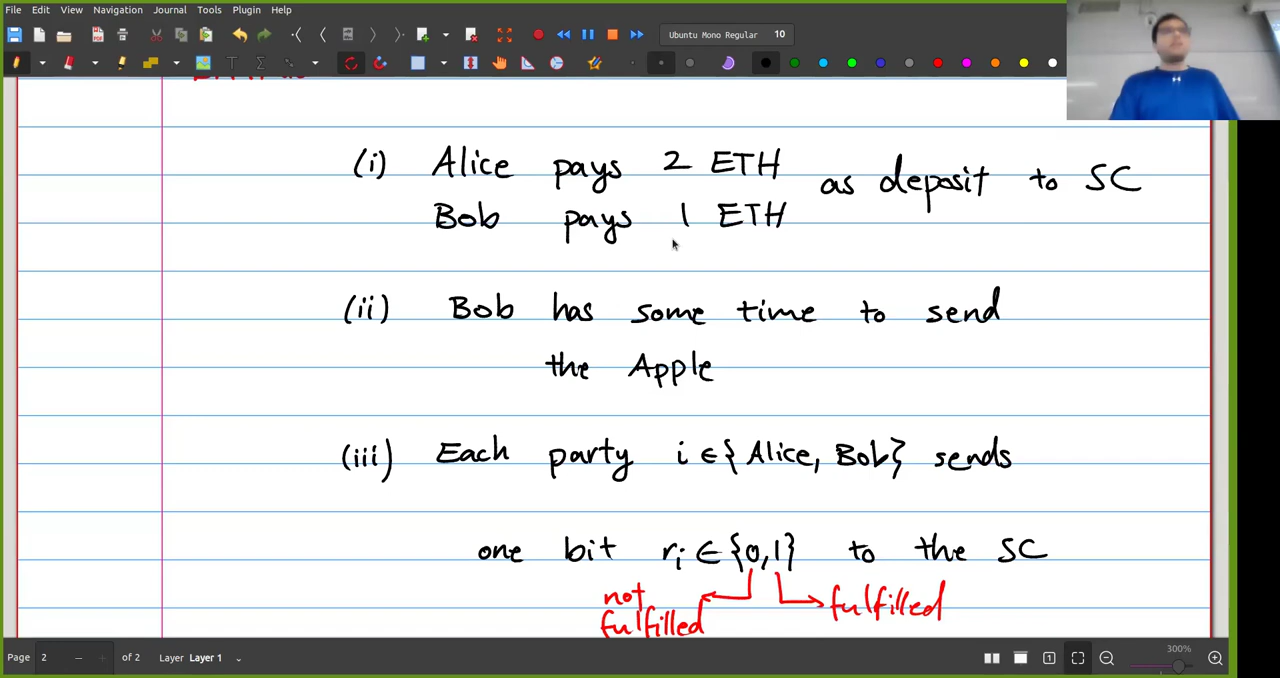 File Edit View Navigation Journal Tools Plugin Help
Ubuntu Mono Regular 10
(i) Alice pays 2 ETH as deposit to SC
Bob pays 1 ETH
(ii) Bob has some time to send
the Apple
(iii) Each party i ∈ {Alice, Bob} sends
one bit rᵢ ∈ {0,1} to the SC
not fulfilled
fulfilled
Page 2 of 2 Layer Layer 1 300%